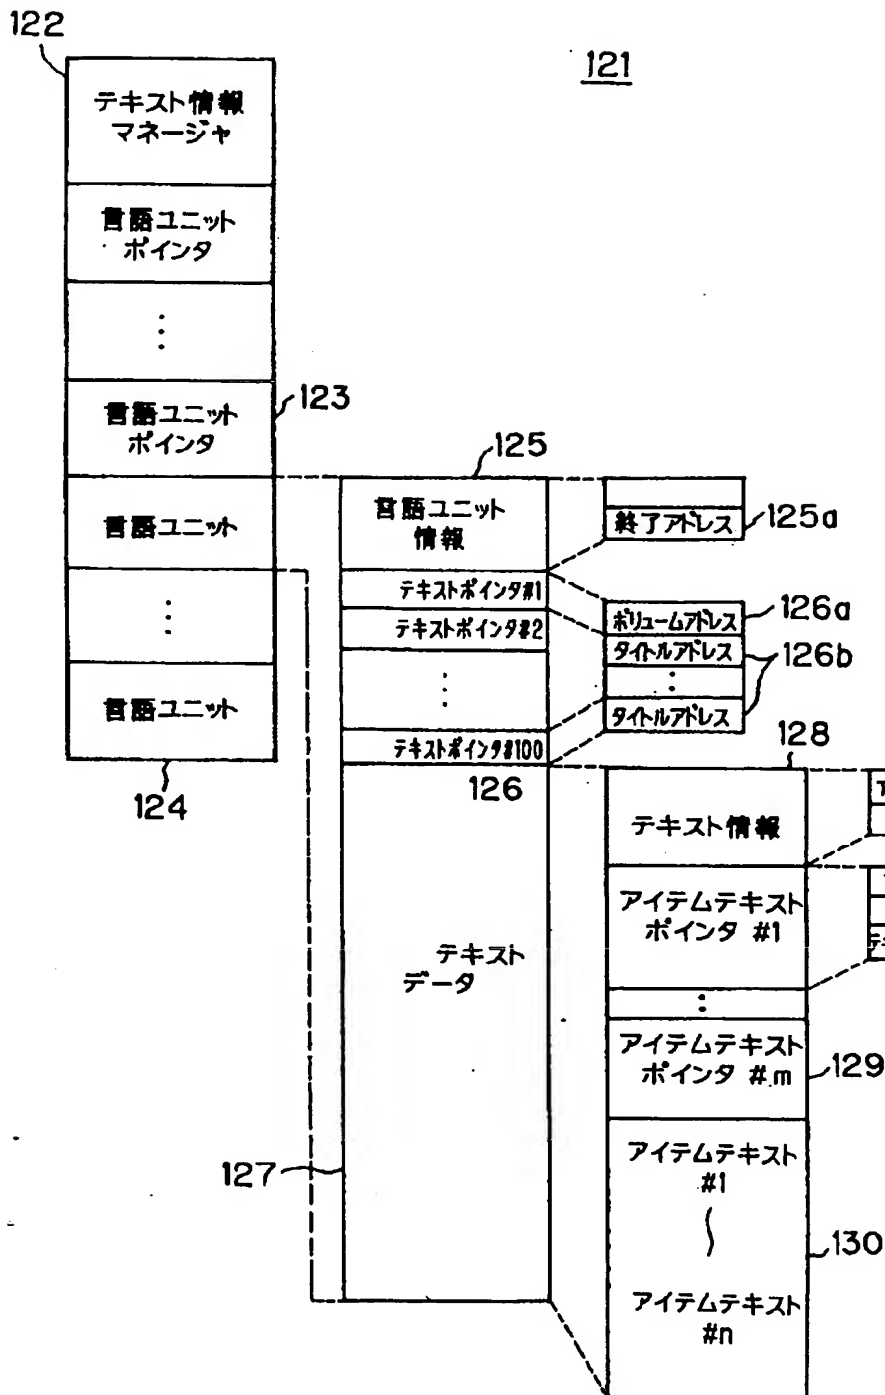 122
121
テキスト情報
マネージャ
言語ユニット
ポインタ
⋮
言語ユニット
ポインタ
123
言語ユニット
⋮
言語ユニット
124
125
言語ユニット
情報
終了アドレス
125a
テキストポインタ#1
テキストポインタ#2
⋮
テキストポインタ#100
126
ボリュームアドレス
126a
タイトルアドレス
126b
⋮
タイトルアドレス
テキスト
データ
127
128
テキスト情報
アイテムテキスト
ポインタ #1
⋮
アイテムテキスト
ポインタ #m
129
アイテムテキスト
#1
アイテムテキスト
#n
130